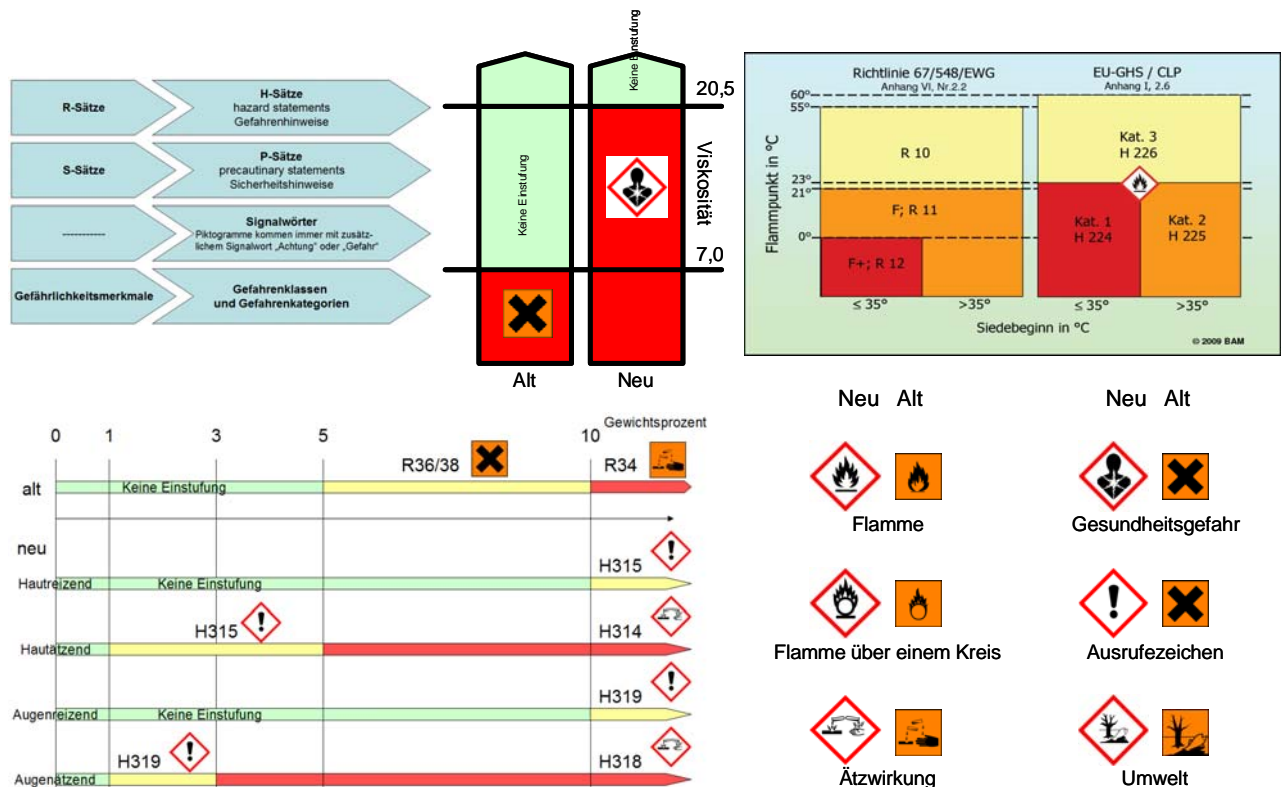 R-Sätze
H-Sätze
hazard statements
Gefahrenhinweise
S-Sätze
P-Sätze
precautinary statements
Sicherheitshinweise
-----------
Signalwörter
Piktogramme kommen immer mit zusätz-
lichem Signalwort „Achtung" oder „Gefahr"
Gefährlichkeitsmerkmale
Gefahrenklassen
und Gefahrenkategorien
Keine Einstufung
Keine Einstufung
20,5
Viskosität
7,0
Alt
Neu
Richtlinie 67/548/EWG
Anhang VI, Nr.2.2
EU-GHS / CLP
Anhang I, 2.6
Flammpunkt in °C
60°
55°
23°
21°
0°
R 10
F; R 11
F+; R 12
Kat. 3
H 226
Kat. 1
H 224
Kat. 2
H 225
≤ 35°
>35°
≤ 35°
>35°
Siedebeginn in °C
© 2009 BAM
Gewichtsprozent
0
1
3
5
10
R36/38
R34
alt
Keine Einstufung
neu
H315
Hautreizend
Keine Einstufung
H315
H314
Hautätzend
H319
Augenreizend
Keine Einstufung
H319
H318
Augenätzend
Neu Alt
Neu Alt
Flamme
Gesundheitsgefahr
Flamme über einem Kreis
Ausrufezeichen
Ätzwirkung
Umwelt